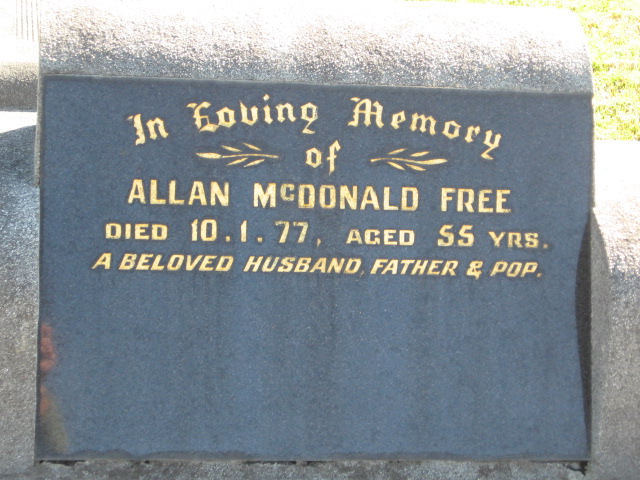 In Loving Memory
of
ALLAN McDONALD FREE
DIED 10.1.77, AGED 55 YRS.
A BELOVED HUSBAND, FATHER & POP.